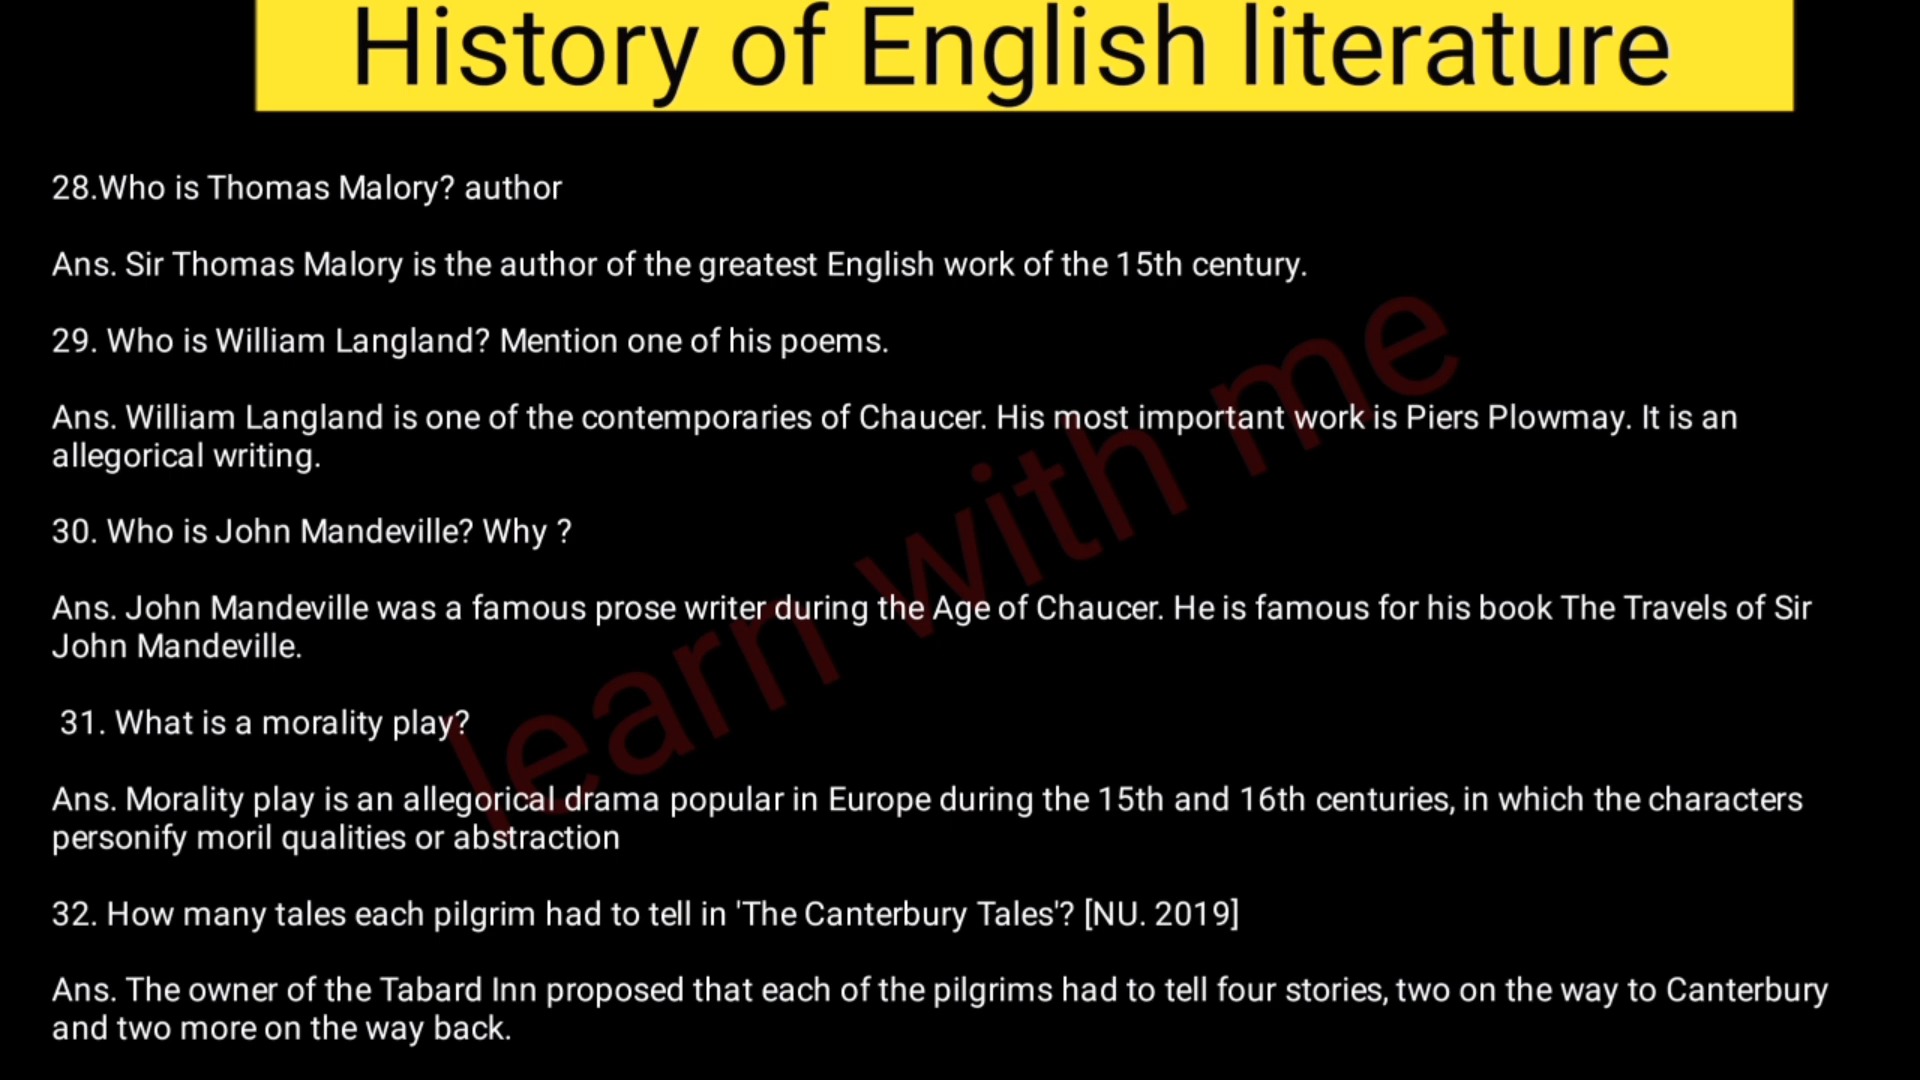 History of English literature
28.Who is Thomas Malory? author
Ans. Sir Thomas Malory is the author of the greatest English work of the 15th century.
29. Who is William Langland? Mention one of his poems.
Ans. William Langland is one of the contemporaries of Chaucer. His most important work is Piers Plowmay. It is an
allegorical writing.
30. Who is John Mandeville? Why ?
Ans. John Mandeville was a famous prose writer during the Age of Chaucer. He is famous for his book The Travels of Sir
John Mandeville.
31. What is a morality play?
Ans. Morality play is an allegorical drama popular in Europe during the 15th and 16th centuries, in which the characters
personify moril qualities or abstraction
32. How many tales each pilgrim had to tell in 'The Canterbury Tales'? [NU. 2019]
Ans. The owner of the Tabard Inn proposed that each of the pilgrims had to tell four stories, two on the way to Canterbury
and two more on the way back.
learn with me